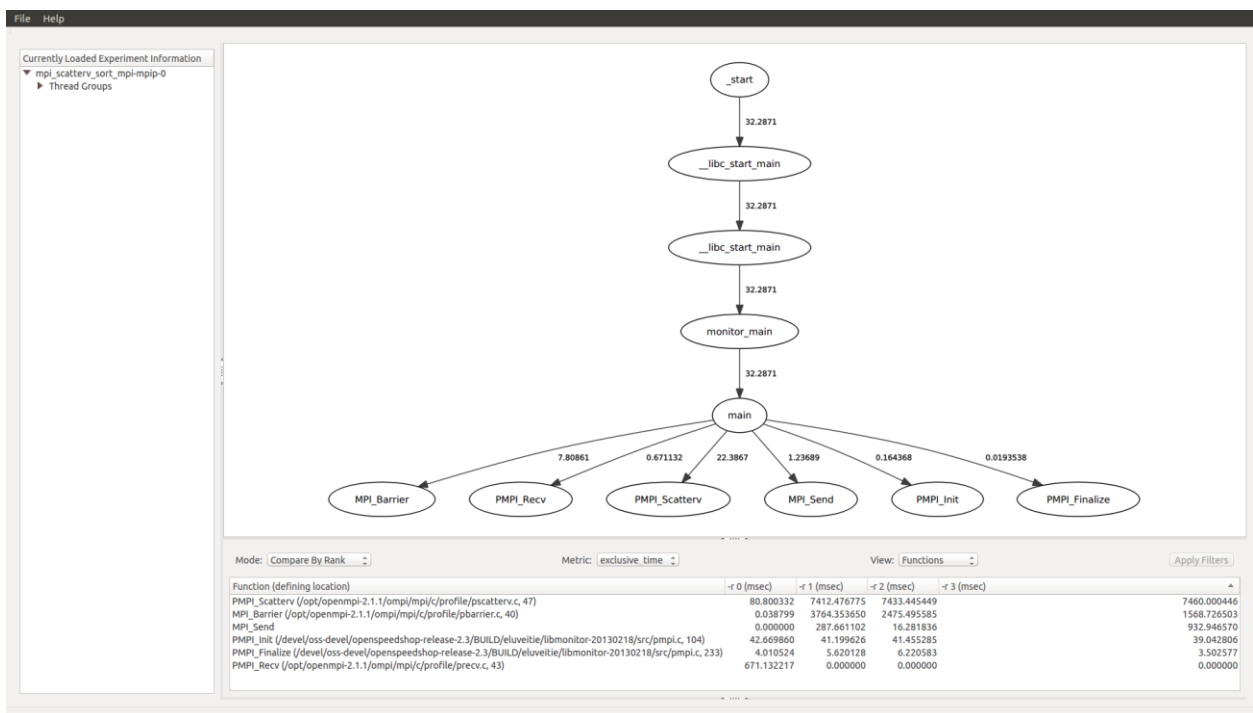 File Help
Currently Loaded Experiment Information
mpi_scatterv_sort_mpi-mpip-0
Thread Groups
_start
32.2871
__libc_start_main
32.2871
__libc_start_main
32.2871
monitor_main
32.2871
main
7.80861 0.671132 22.3867 1.23689 0.164368 0.0193538
MPI_Barrier PMPI_Recv PMPI_Scatterv MPI_Send PMPI_Init PMPI_Finalize
Mode: Compare By Rank Metric: exclusive_time View: Functions Apply Filters
Function (defining location) -r 0 (msec) -r 1 (msec) -r 2 (msec) -r 3 (msec)
PMPI_Scatterv (/opt/openmpi-2.1.1/ompi/mpi/c/profile/pscatterv.c, 47) 80.800332 7412.476775 7433.445449 7460.000446
MPI_Barrier (/opt/openmpi-2.1.1/ompi/mpi/c/profile/pbarrier.c, 40) 0.038799 3764.353650 2475.495585 1568.726503
MPI_Send 0.000000 287.661102 16.281836 932.946570
PMPI_Init (/devel/oss-devel/openspeedshop-release-2.3/BUILD/eluveitie/libmonitor-20130218/src/pmpi.c, 104) 42.669860 41.199626 41.455285 39.042806
PMPI_Finalize (/devel/oss-devel/openspeedshop-release-2.3/BUILD/eluveitie/libmonitor-20130218/src/pmpi.c, 233) 4.010524 5.620128 6.220583 3.502577
PMPI_Recv (/opt/openmpi-2.1.1/ompi/mpi/c/profile/precv.c, 43) 671.132217 0.000000 0.000000 0.000000